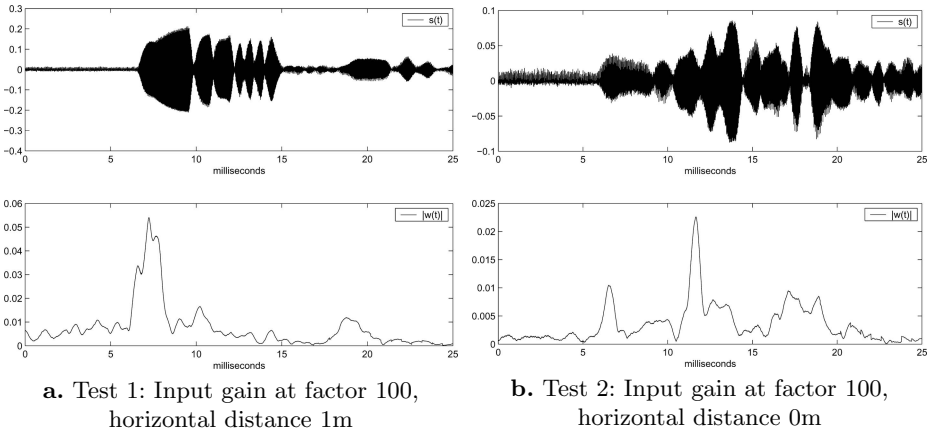 0.3
0.2
0.1
0
−0.1
−0.2
−0.3
−0.4
s(t)
0 5 10 15 20 25
milliseconds
0.06
0.05
0.04
0.03
0.02
0.01
0
|w(t)|
0 5 10 15 20 25
milliseconds
a. Test 1: Input gain at factor 100,
horizontal distance 1m
0.1
0.05
0
−0.05
−0.1
s(t)
0 5 10 15 20 25
milliseconds
0.025
0.02
0.015
0.01
0.005
0
|w(t)|
0 5 10 15 20 25
milliseconds
b. Test 2: Input gain at factor 100,
horizontal distance 0m